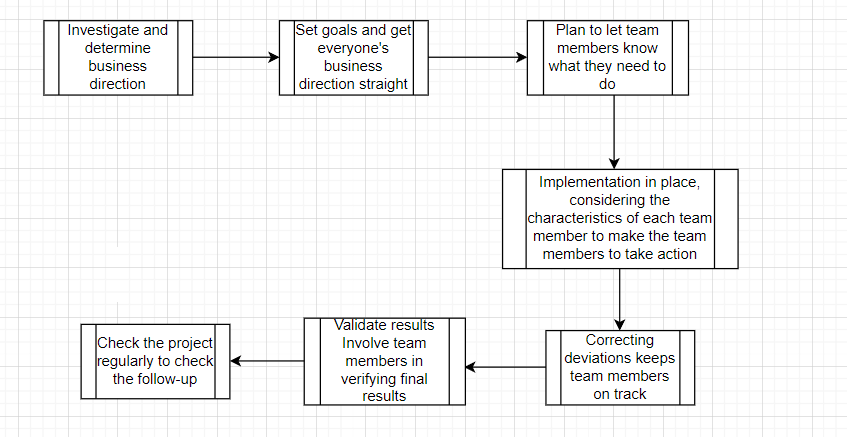 Investigate and
determine
business
direction
Set goals and get
everyone's
business
direction straight
Plan to let team
members know
what they need to
do
Implementation in place,
considering the
characteristics of each team
member to make the team
members to take action
Correcting
deviations keeps
team members
on track
Validate results
Involve team
members in
verifying final
results
Check the project
regularly to check
the follow-up